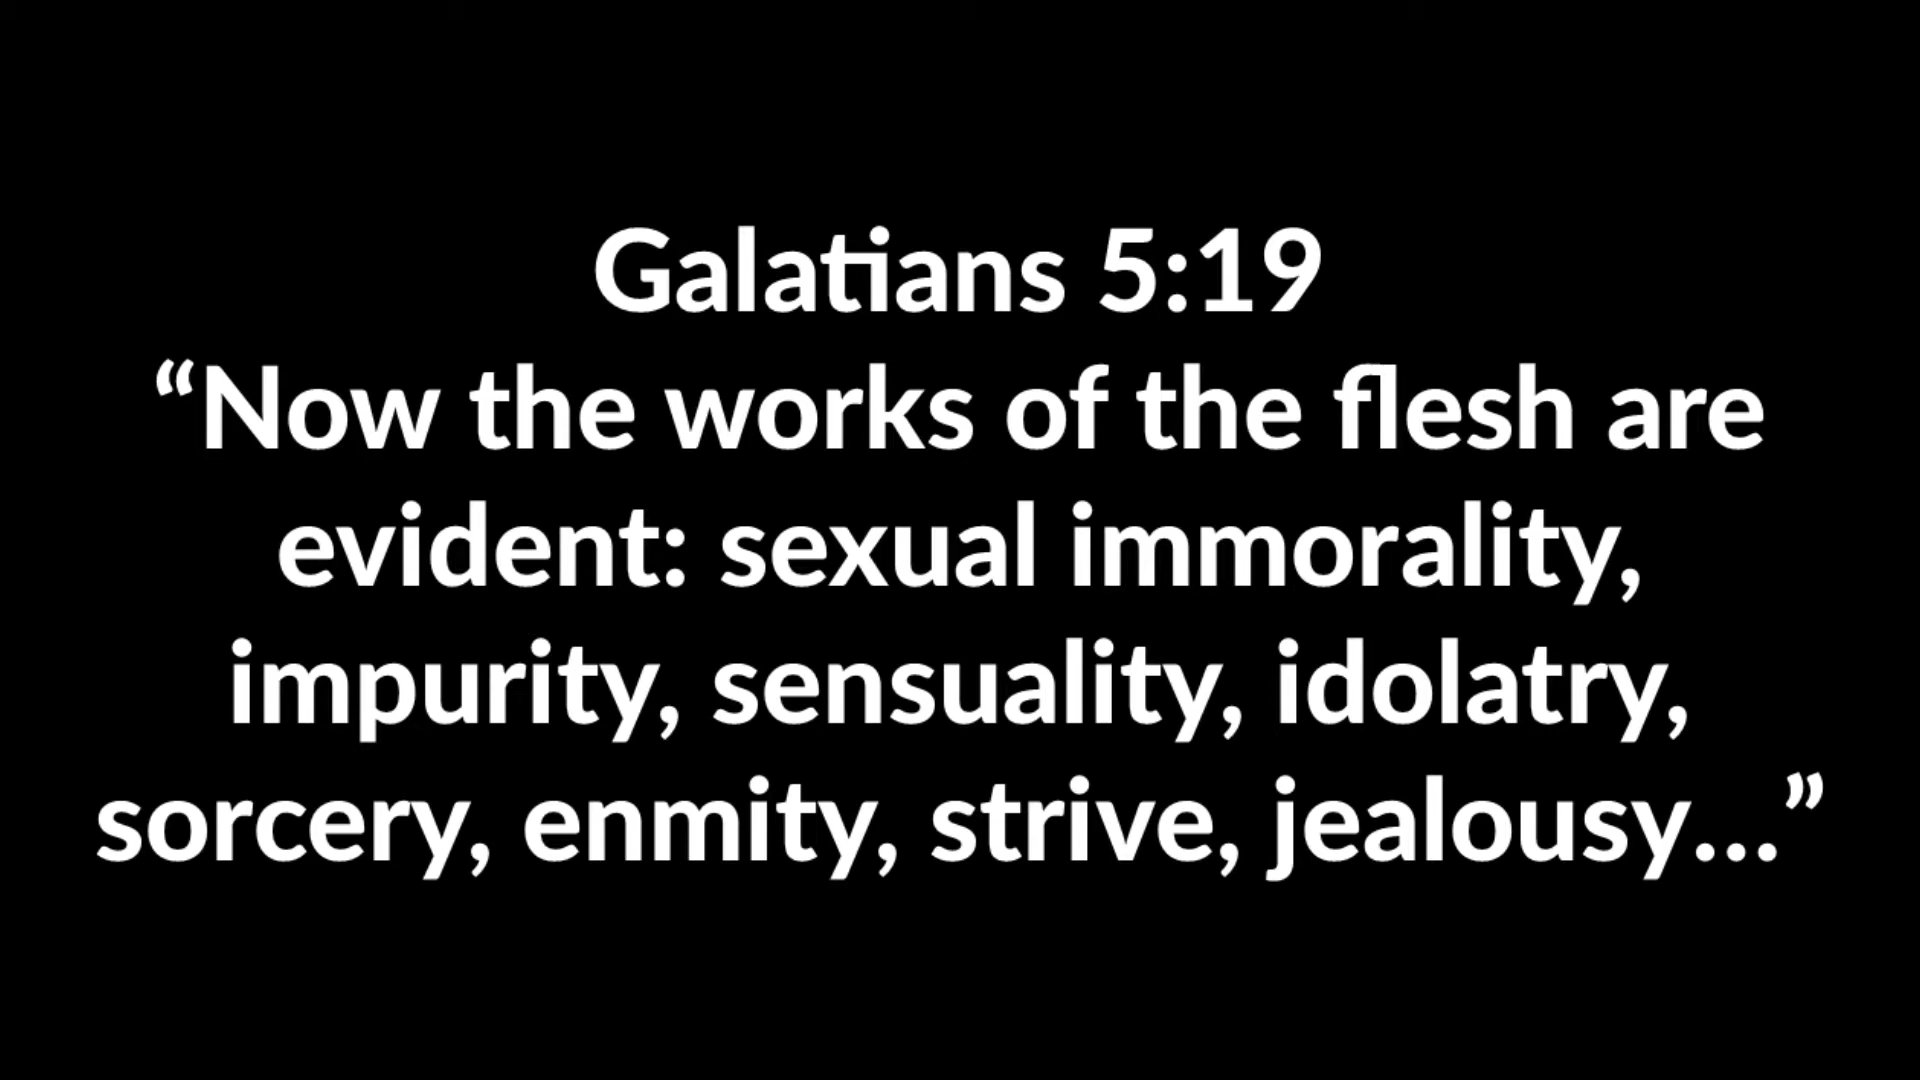 Galatians 5:19
“Now the works of the flesh are
evident: sexual immorality,
impurity, sensuality, idolatry,
sorcery, enmity, strive, jealousy...”